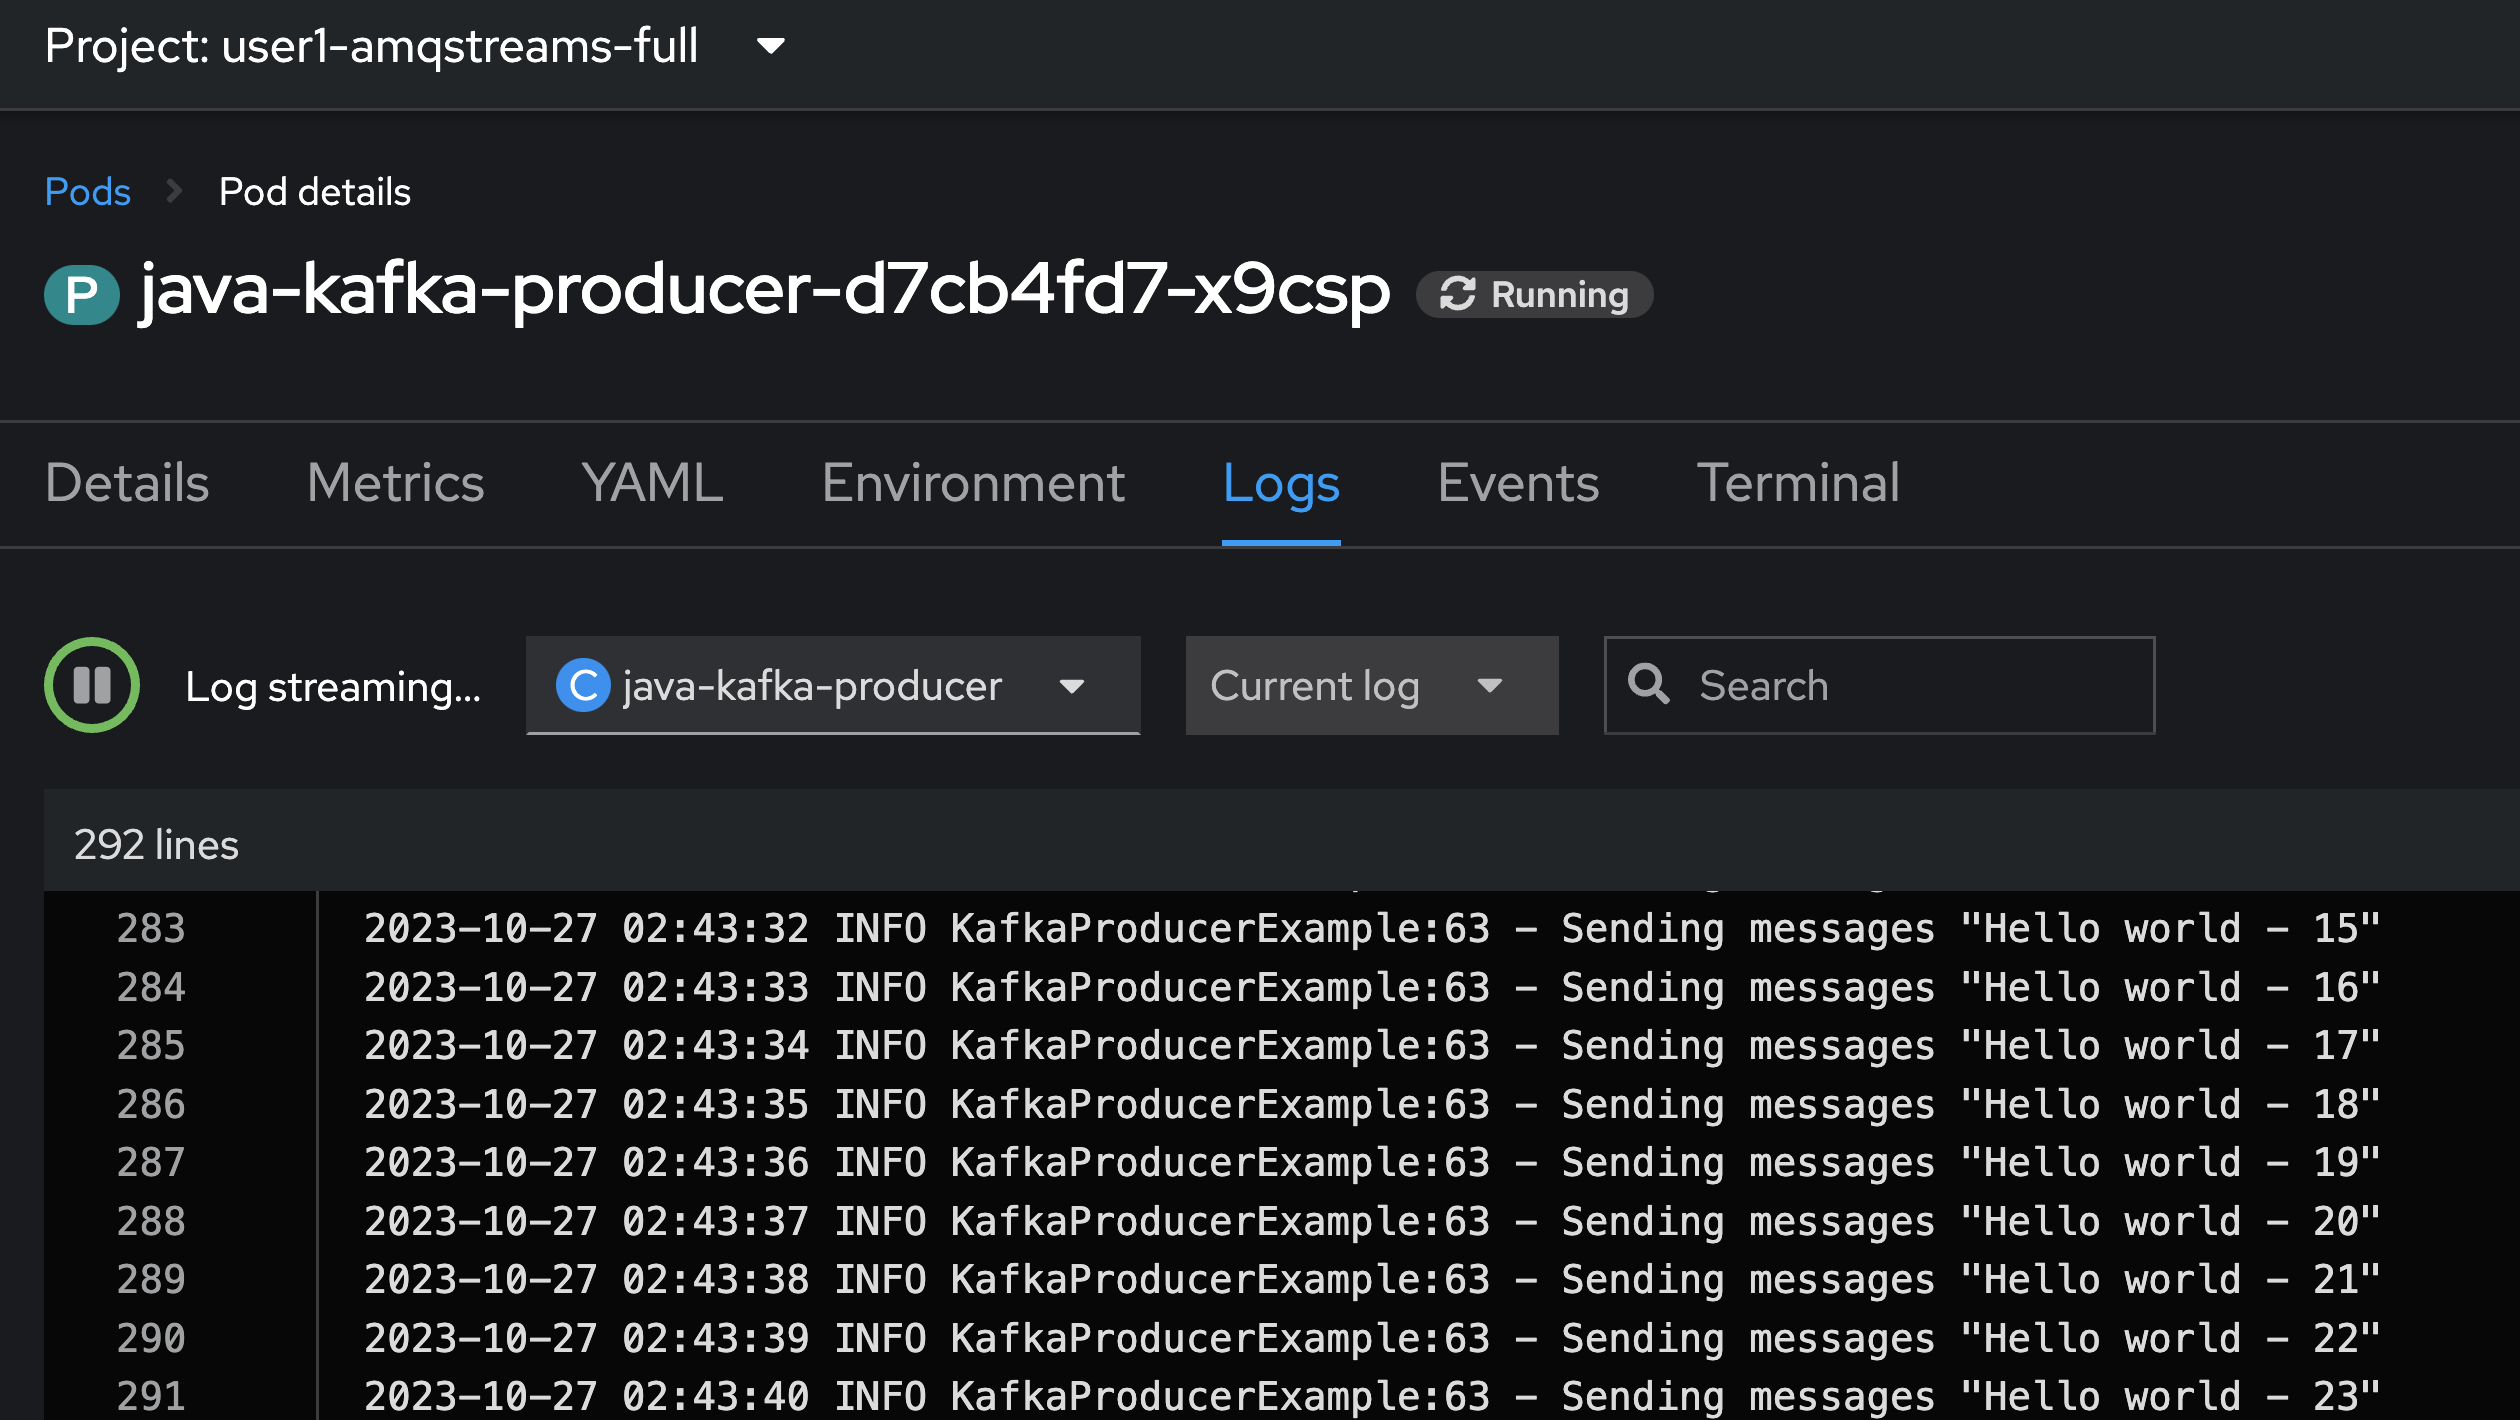 Project: user1-amqstreams-full
Pods Pod details
P java-kafka-producer-d7cb4fd7-x9csp Running
Details Metrics YAML Environment Logs Events Terminal
Log streaming... C java-kafka-producer Current log Search
292 lines
283 2023-10-27 02:43:32 INFO KafkaProducerExample:63 - Sending messages "Hello world - 15"
284 2023-10-27 02:43:33 INFO KafkaProducerExample:63 - Sending messages "Hello world - 16"
285 2023-10-27 02:43:34 INFO KafkaProducerExample:63 - Sending messages "Hello world - 17"
286 2023-10-27 02:43:35 INFO KafkaProducerExample:63 - Sending messages "Hello world - 18"
287 2023-10-27 02:43:36 INFO KafkaProducerExample:63 - Sending messages "Hello world - 19"
288 2023-10-27 02:43:37 INFO KafkaProducerExample:63 - Sending messages "Hello world - 20"
289 2023-10-27 02:43:38 INFO KafkaProducerExample:63 - Sending messages "Hello world - 21"
290 2023-10-27 02:43:39 INFO KafkaProducerExample:63 - Sending messages "Hello world - 22"
291 2023-10-27 02:43:40 INFO KafkaProducerExample:63 - Sending messages "Hello world - 23"